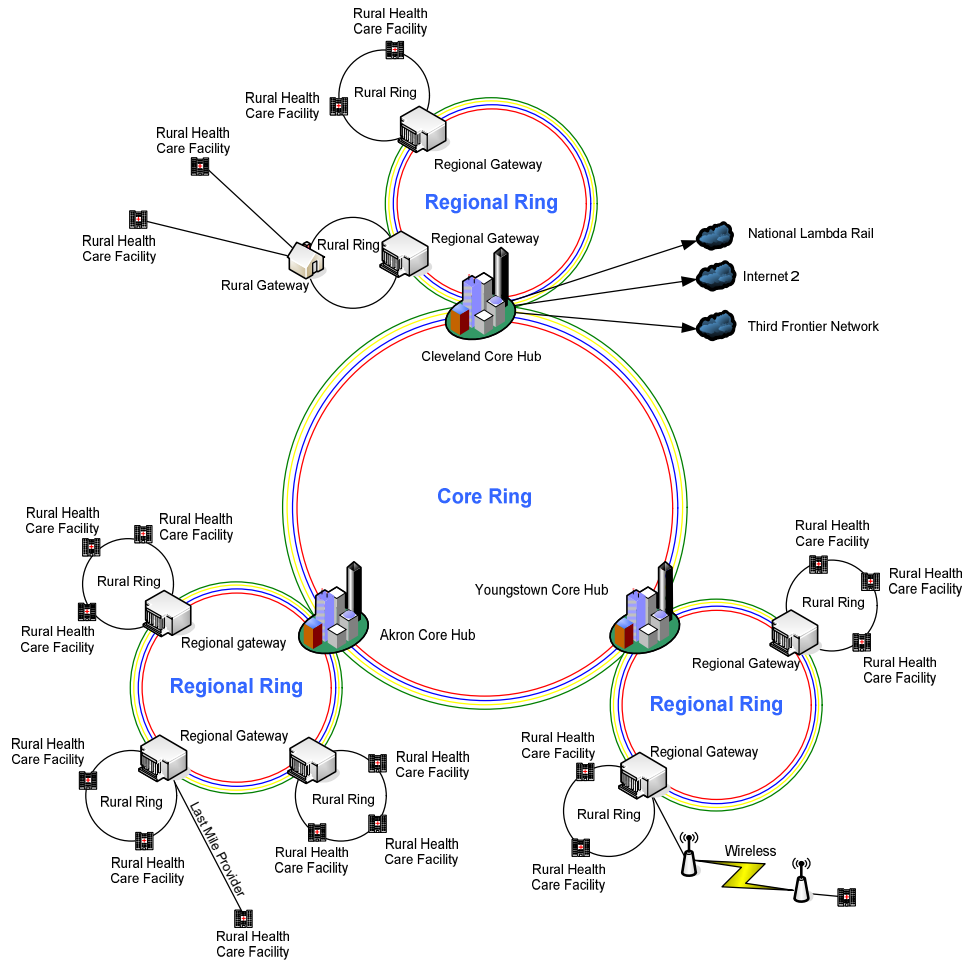 Rural Health
Care Facility
Rural Ring
Rural Health
Care Facility
Rural Health
Care Facility
Regional Gateway
Regional Ring
Rural Health
Care Facility
Rural Ring
Regional Gateway
Rural Gateway
National Lambda Rail
Internet 2
Third Frontier Network
Cleveland Core Hub
Core Ring
Rural Health
Care Facility
Rural Health
Care Facility
Rural Ring
Rural Health
Care Facility
Regional gateway
Akron Core Hub
Regional Ring
Youngstown Core Hub
Rural Health
Care Facility
Rural Health
Care Facility
Rural Ring
Rural Health
Care Facility
Regional Gateway
Regional Ring
Rural Health
Care Facility
Regional Gateway
Rural Ring
Rural Health
Care Facility
Last Mile Provider
Rural Health
Care Facility
Rural Health
Care Facility
Rural Ring
Rural Health
Care Facility
Rural Health
Care Facility
Rural Health
Care Facility
Regional Gateway
Rural Ring
Rural Health
Care Facility
Wireless